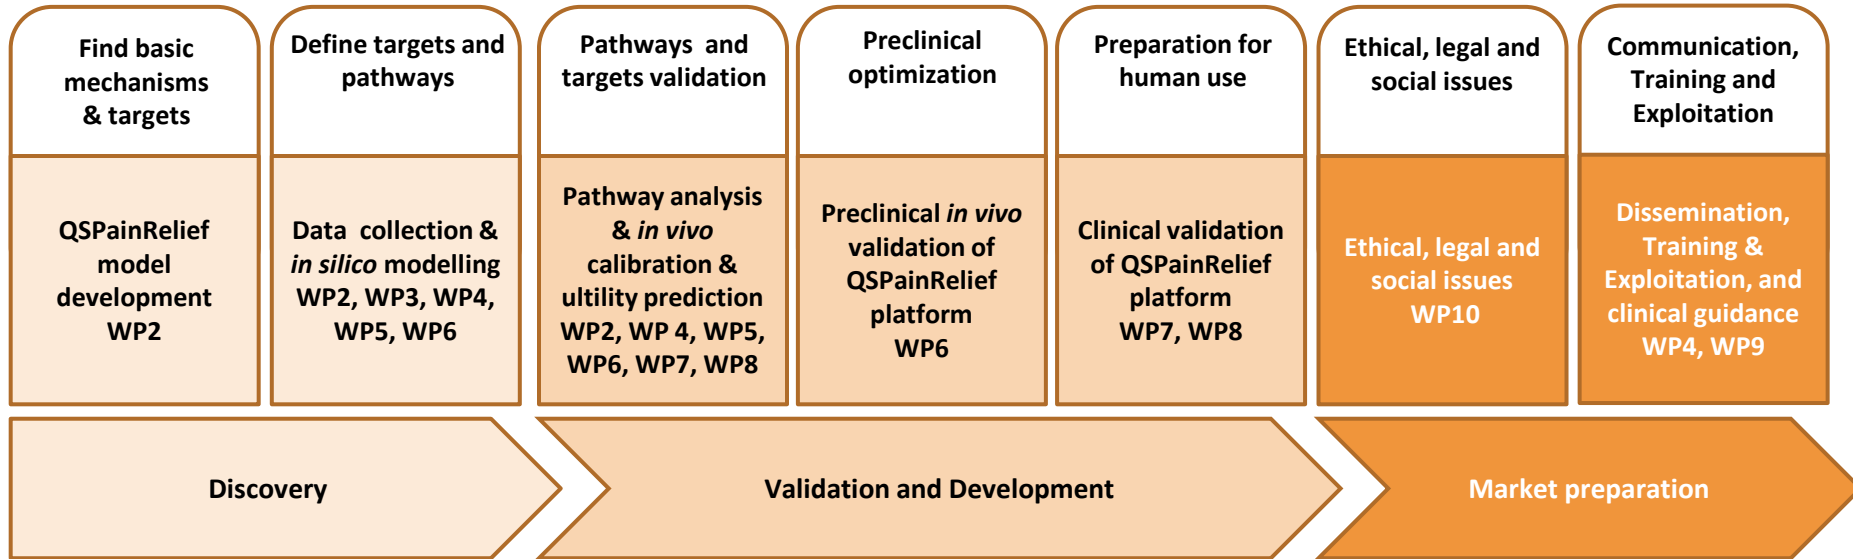 Find basic
mechanisms
& targets
Define targets and
pathways
Pathways and
targets validation
Preclinical
optimization
Preparation for
human use
Ethical, legal and
social issues
Communication,
Training and
Exploitation
QSPainRelief
model
development
WP2
Data collection &
in silico modelling
WP2, WP3, WP4,
WP5, WP6
Pathway analysis
& in vivo
calibration &
ultility prediction
WP2, WP 4, WP5,
WP6, WP7, WP8
Preclinical in vivo
validation of
QSPainRelief
platform
WP6
Clinical validation
of QSPainRelief
platform
WP7, WP8
Ethical, legal and
social issues
WP10
Dissemination,
Training &
Exploitation, and
clinical guidance
WP4, WP9
Discovery
Validation and Development
Market preparation